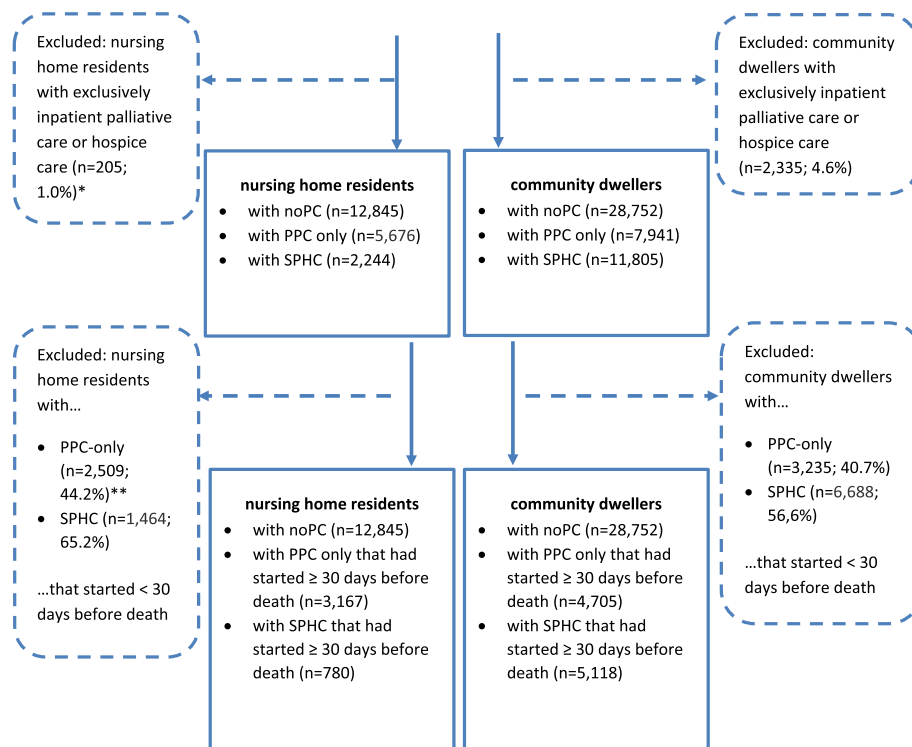 Excluded: nursing
home residents
with exclusively
inpatient palliative
care or hospice
care (n=205;
1.0%)*
Excluded: community
dwellers with
exclusively inpatient
palliative care or
hospice care
(n=2,335; 4.6%)
nursing home residents
• with noPC (n=12,845)
• with PPC only (n=5,676)
• with SPHC (n=2,244)
community dwellers
• with noPC (n=28,752)
• with PPC only (n=7,941)
• with SPHC (n=11,805)
Excluded: nursing
home residents
with…
• PPC-only
(n=2,509;
44.2%)**
• SPHC (n=1,464;
65.2%)
…that started < 30
days before death
Excluded:
community dwellers
with…
• PPC-only
(n=3,235; 40.7%)
• SPHC (n=6,688;
56,6%)
…that started < 30
days before death
nursing home residents
• with noPC (n=12,845)
• with PPC only that had
started ≥ 30 days before
death (n=3,167)
• with SPHC that had
started ≥ 30 days before
death (n=780)
community dwellers
• with noPC (n=28,752)
• with PPC only that had
started ≥ 30 days before
death (n=4,705)
• with SPHC that had
started ≥ 30 days before
death (n=5,118)